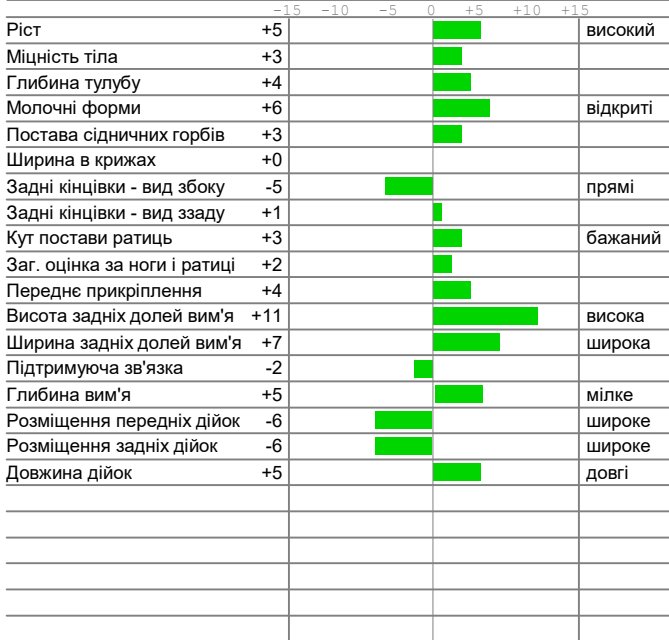 -15 -10 -5 0 +5 +10 +15
Ріст +5 високий
Міцність тіла +3
Глибина тулубу +4
Молочні форми +6 відкриті
Постава сідничних горбів +3
Ширина в крижах +0
Задні кінцівки - вид збоку -5 прямі
Задні кінцівки - вид ззаду +1
Кут постави ратиць +3 бажаний
Заг. оцінка за ноги і ратиці +2
Переднє прикріплення +4
Висота задніх долей вим'я +11 висока
Ширина задніх долей вим'я +7 широка
Підтримуюча зв'язка -2
Глибина вим'я +5 мілке
Розміщення передніх дійок -6 широке
Розміщення задніх дійок -6 широке
Довжина дійок +5 довгі